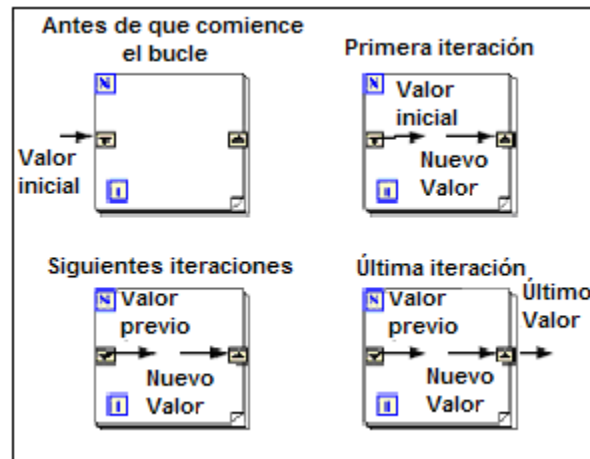 Antes de que comience
el bucle
N
Valor
inicial
i
Primera iteración
N
Valor
inicial
Nuevo
Valor
i
Siguientes iteraciones
N
Valor
previo
Nuevo
Valor
i
Última iteración
N
Valor
previo
Nuevo
Valor
i
Último
Valor